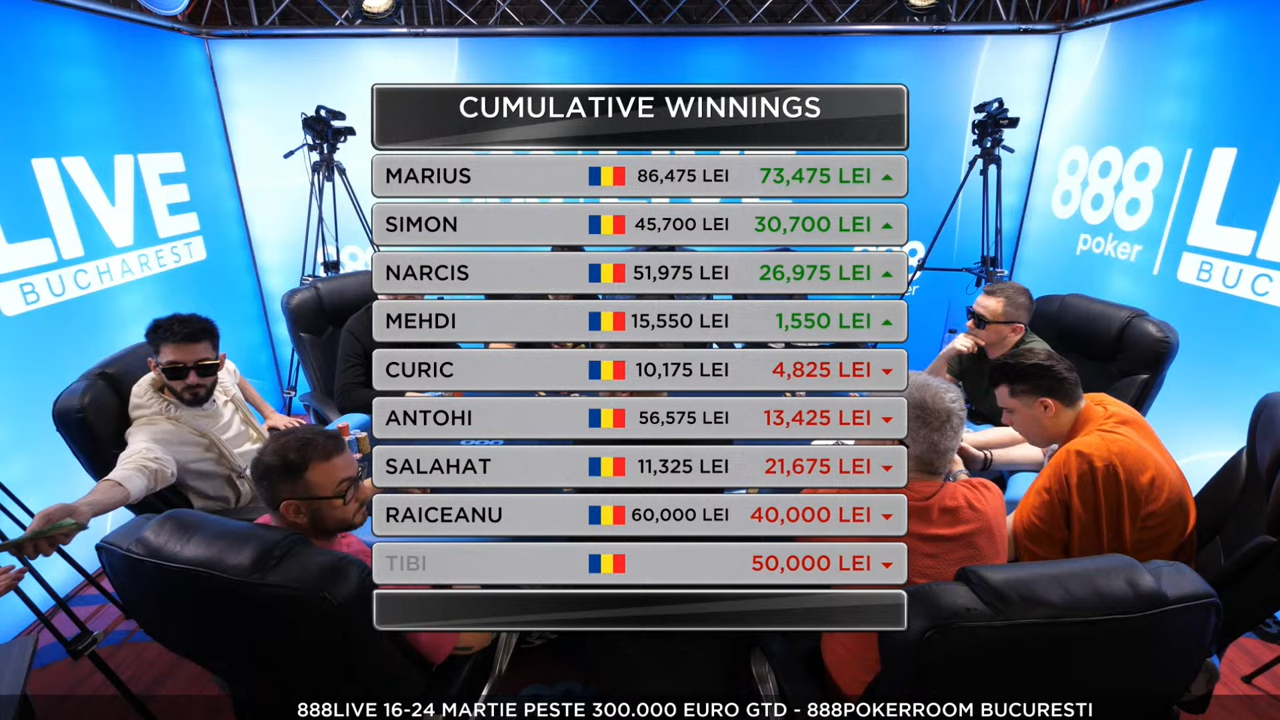 CUMULATIVE WINNINGS
MARIUS 86,475 LEI 73,475 LEI
SIMON 45,700 LEI 30,700 LEI
NARCIS 51,975 LEI 26,975 LEI
MEHDI 15,550 LEI 1,550 LEI
CURIC 10,175 LEI 4,825 LEI
ANTOHI 56,575 LEI 13,425 LEI
SALAHAT 11,325 LEI 21,675 LEI
RAICEANU 60,000 LEI 40,000 LEI
TIBI 50,000 LEI
LIVE
BUCHAREST
888
poker
888LIVE 16-24 MARTIE PESTE 300.000 EURO GTD - 888POKERROOM BUCURESTI